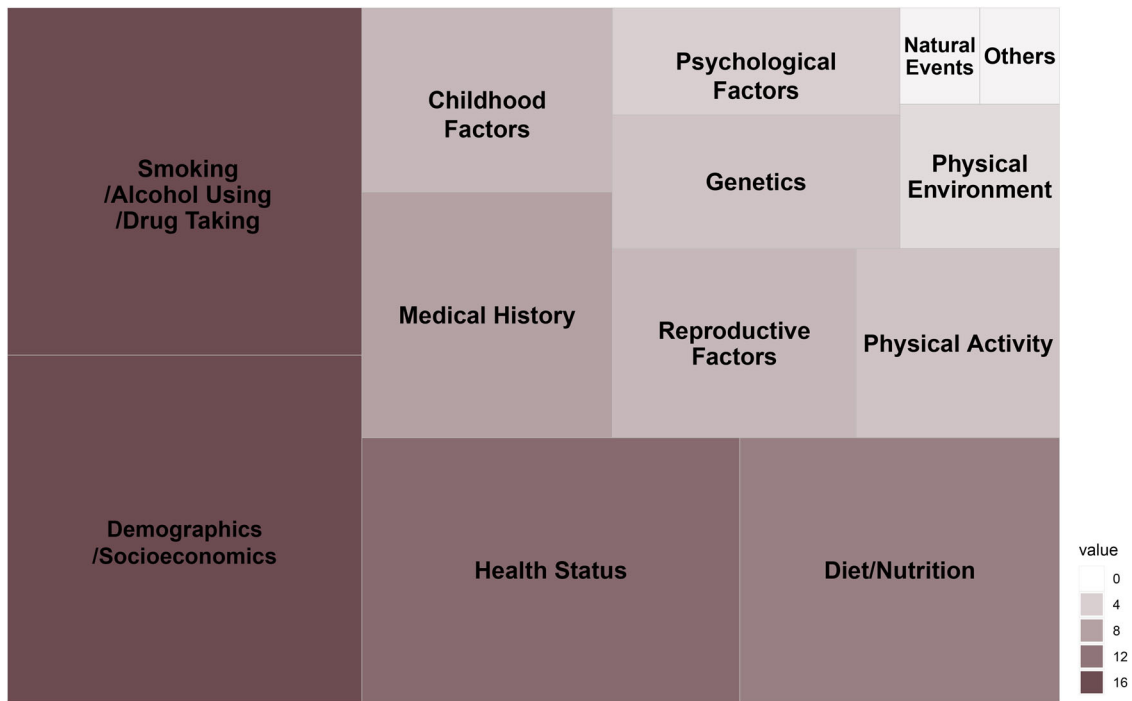 Smoking
/Alcohol Using
/Drug Taking
Demographics
/Socioeconomics
Childhood
Factors
Medical History
Health Status
Diet/Nutrition
Psychological
Factors
Genetics
Reproductive
Factors
Physical Activity
Natural
Events
Others
Physical
Environment
value
0
4
8
12
16